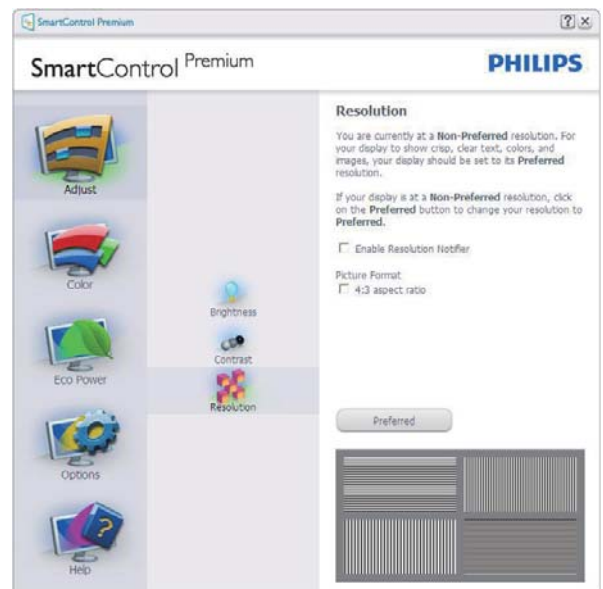 SmartControl Premium
SmartControl Premium
PHILIPS
Adjust
Color
Eco Power
Options
Help
Brightness
Contrast
Resolution
Resolution
You are currently at a Non-Preferred resolution. For
your display to show crisp, clear text, colors, and
images, your display should be set to its Preferred
resolution.
If your display is at a Non-Preferred resolution, click
on the Preferred button to change your resolution to
Preferred.
Enable Resolution Notifier
Picture Format
4:3 aspect ratio
Preferred